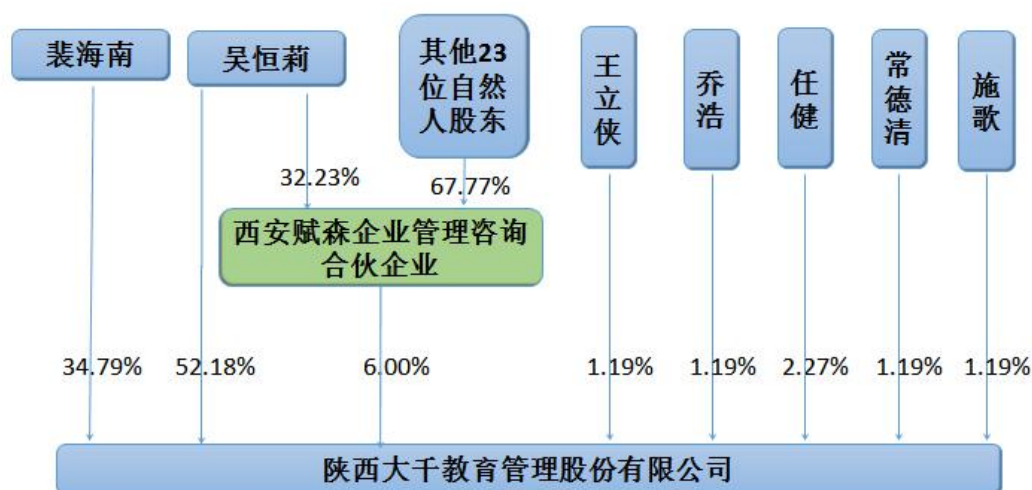 裴海南
吴恒莉
其他23
位自然
人股东
王立侠
乔浩
任健
常德清
施歌
32.23%
67.77%
西安赋森企业管理咨询
合伙企业
34.79%
52.18%
6.00%
1.19%
1.19%
2.27%
1.19%
1.19%
陕西大千教育管理股份有限公司